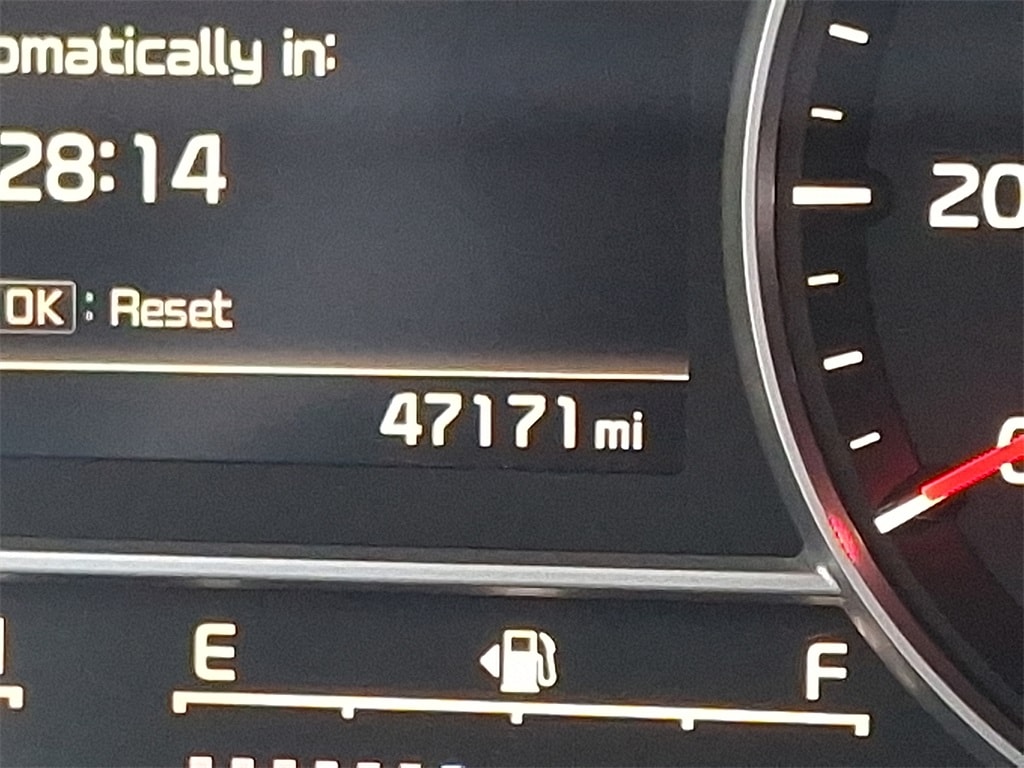 omatically in:
28:14
OK : Reset
20
47171 mi
E F